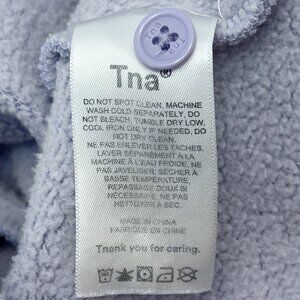 Tna®
DO NOT SPOT CLEAN, MACHINE
WASH COLD SEPARATELY, DO
NOT BLEACH, TUMBLE DRY LOW,
COOL IRON ONLY IF NEEDED, DO
NOT DRY CLEAN.
NE PAS ENLEVER LES TACHES,
LAVER SÉPARÉMENT À LA
MACHINE À L'EAU FROIDE, NE
PAS JAVELISER, SÉCHER À
BASSE TEMPÉRATURE,
REPASSAGE DOUX SI
NÉCESSAIRE, NE PAS
NETTOYER À SEC.
MADE IN CHINA
FABRIQUÉ EN CHINE
Thank you for caring.